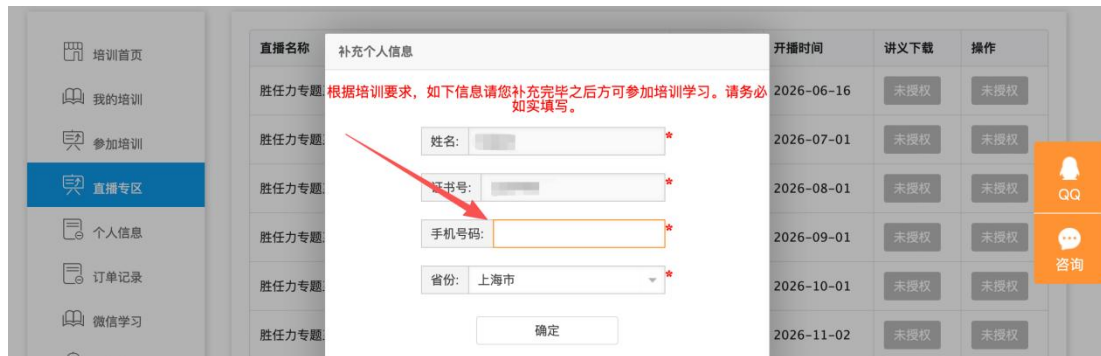 培训首页
我的培训
参加培训
直播专区
个人信息
订单记录
微信学习
直播名称
开播时间
讲义下载
操作
胜任力专题
2026-06-16
未授权
未授权
胜任力专题
2026-07-01
未授权
未授权
胜任力专题
2026-08-01
未授权
未授权
胜任力专题
2026-09-01
未授权
未授权
胜任力专题
2026-10-01
未授权
未授权
胜任力专题
2026-11-02
未授权
未授权
补充个人信息
根据培训要求，如下信息请您补充完毕之后方可参加培训学习。请务必
如实填写。
姓名: *
证书号: *
手机号码: *
省份: 上海市 *
确定
QQ
咨询